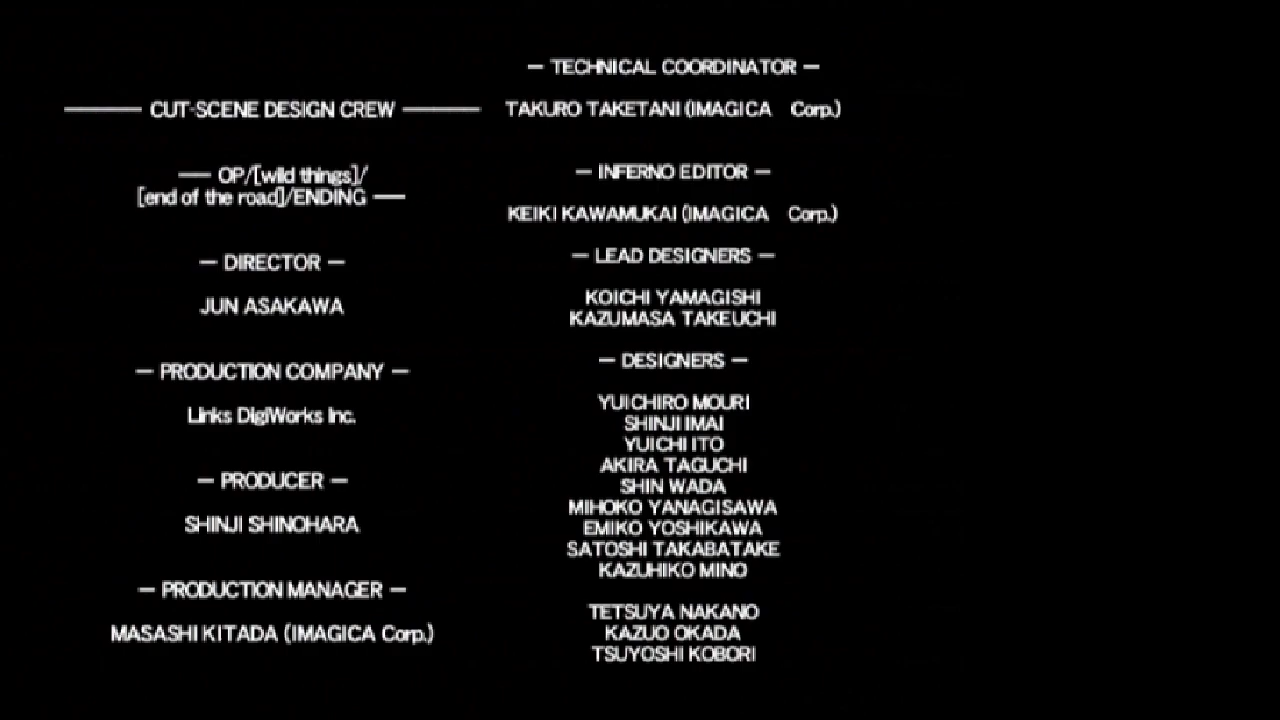 ——— CUT-SCENE DESIGN CREW ———
—— OP/[wild things]/
[end of the road]/ENDING ——
— DIRECTOR —
JUN ASAKAWA
— PRODUCTION COMPANY —
Links DigiWorks Inc.
— PRODUCER —
SHINJI SHINOHARA
— PRODUCTION MANAGER —
MASASHI KITADA (IMAGICA Corp.)
— TECHNICAL COORDINATOR —
TAKURO TAKETANI (IMAGICA Corp.)
— INFERNO EDITOR —
KEIKI KAWAMUKAI (IMAGICA Corp.)
— LEAD DESIGNERS —
KOICHI YAMAGISHI
KAZUMASA TAKEUCHI
— DESIGNERS —
YUICHIRO MOURI
SHINJI IMAI
YUICHI ITO
AKIRA TAGUCHI
SHIN WADA
MIHOKO YANAGISAWA
EMIKO YOSHIKAWA
SATOSHI TAKABATAKE
KAZUHIKO MINO
TETSUYA NAKANO
KAZUO OKADA
TSUYOSHI KOBORI